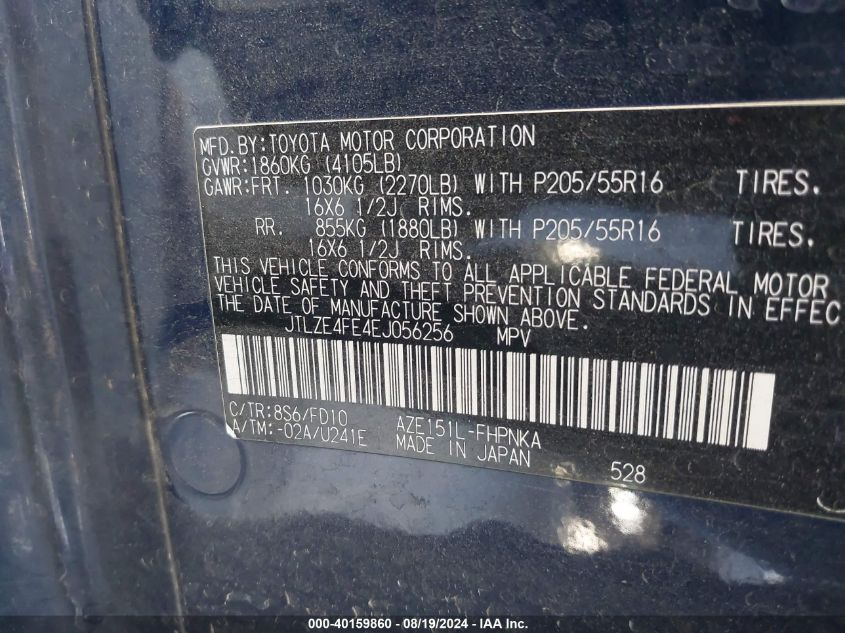 MFD.BY:TOYOTA MOTOR CORPORATION
GVWR:1860KG (4105LB)
GAWR:FRT. 1030KG (2270LB) WITH P205/55R16 TIRES.
16X6 1/2J RIMS.
RR. 855KG (1880LB) WITH P205/55R16 TIRES.
16X6 1/2J RIMS.
THIS VEHICLE CONFORMS TO ALL APPLICABLE FEDERAL MOTOR
VEHICLE SAFETY AND THEFT PREVENTION STANDARDS IN EFFEC
THE DATE OF MANUFACTURE SHOWN ABOVE.
JTLZE4FE4EJ056256 MPV
C/TR:8S6/FD10 AZE151L-FHPNKA
A/TM:-02A/U241E MADE IN JAPAN
528
000-40159860 - 08/19/2024 - IAA Inc.